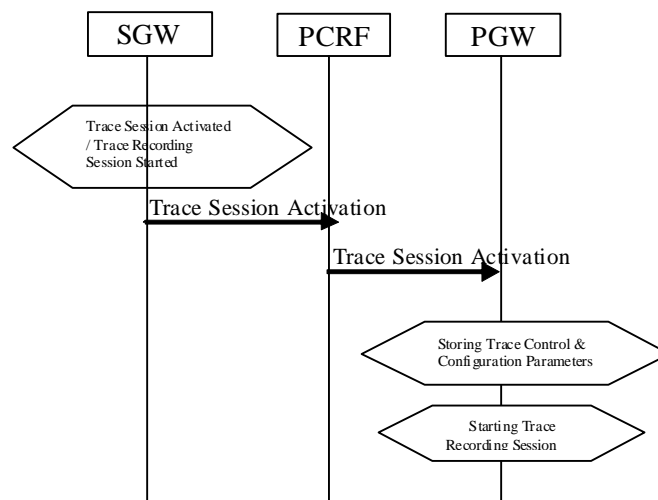 SGW
PCRF
PGW
Trace Session Activated
/ Trace Recording
Session Started
Trace Session Activation
Trace Session Activation
Storing Trace Control &
Configuration Parameters
Starting Trace
Recording Session